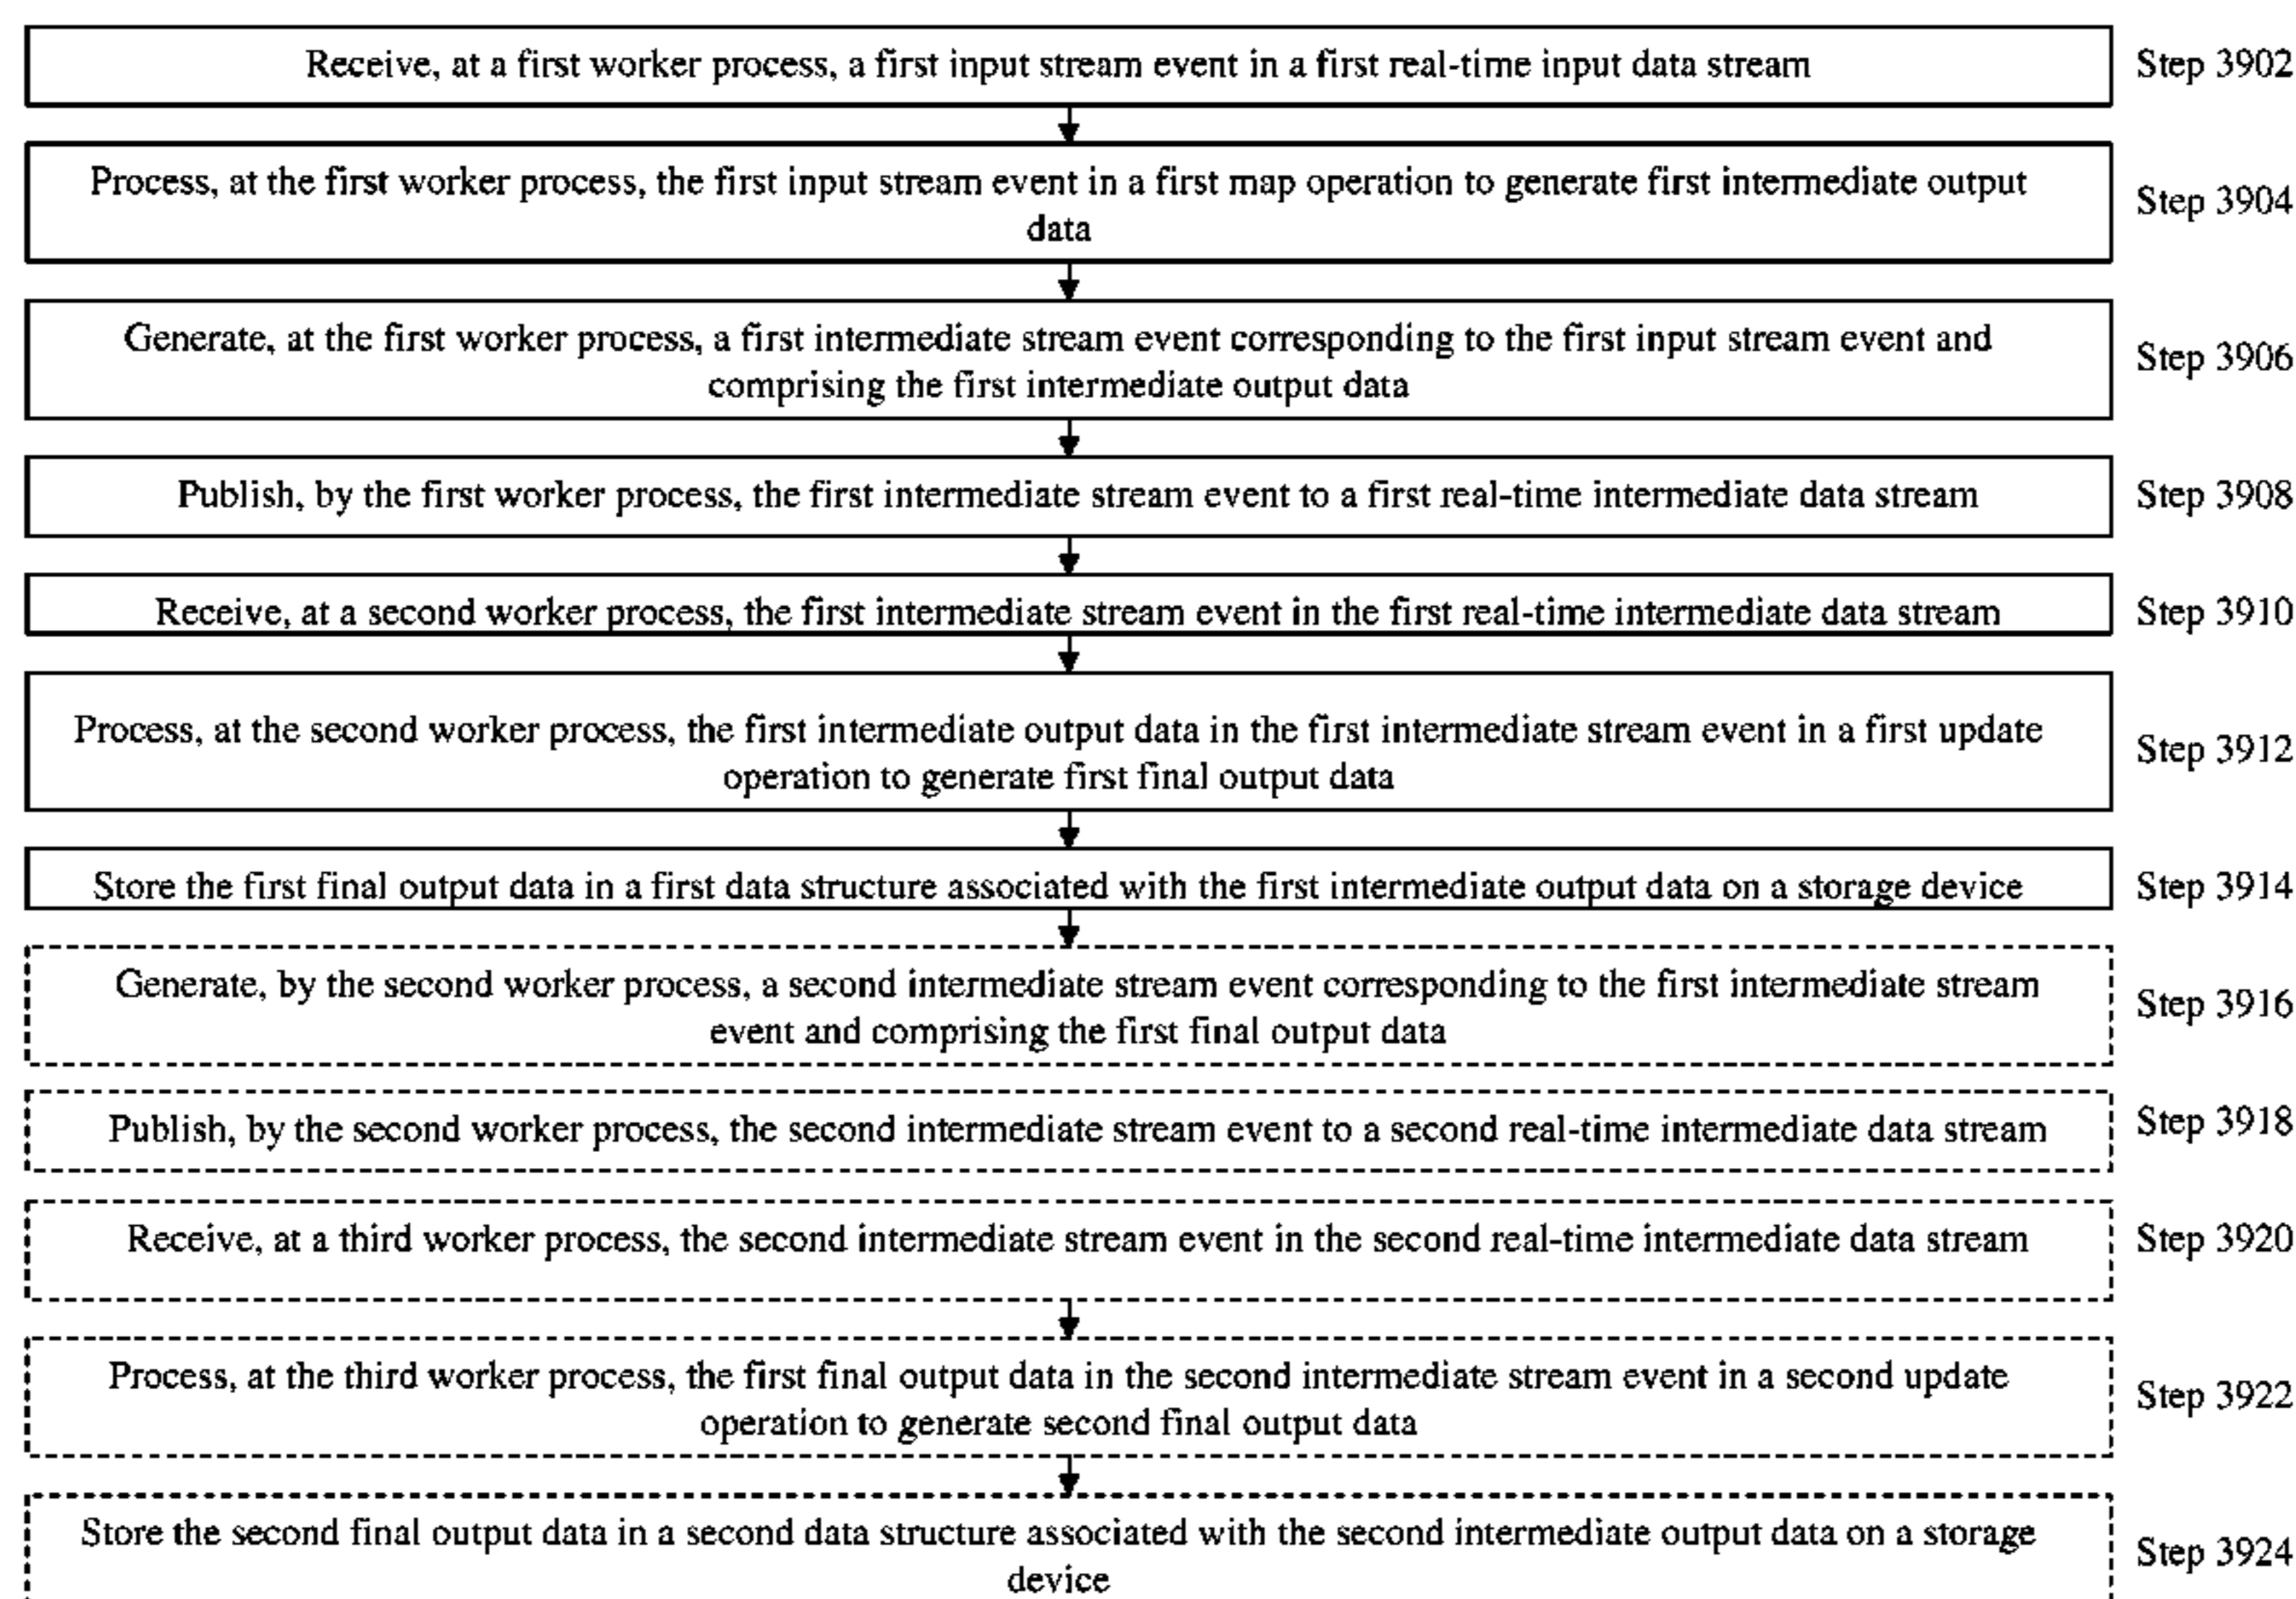 Receive, at a first worker process, a first input stream event in a first real-time input data stream
Step 3902
Process, at the first worker process, the first input stream event in a first map operation to generate first intermediate output
data
Step 3904
Generate, at the first worker process, a first intermediate stream event corresponding to the first input stream event and
comprising the first intermediate output data
Step 3906
Publish, by the first worker process, the first intermediate stream event to a first real-time intermediate data stream
Step 3908
Receive, at a second worker process, the first intermediate stream event in the first real-time intermediate data stream
Step 3910
Process, at the second worker process, the first intermediate output data in the first intermediate stream event in a first update
operation to generate first final output data
Step 3912
Store the first final output data in a first data structure associated with the first intermediate output data on a storage device
Step 3914
Generate, by the second worker process, a second intermediate stream event corresponding to the first intermediate stream
event and comprising the first final output data
Step 3916
Publish, by the second worker process, the second intermediate stream event to a second real-time intermediate data stream
Step 3918
Receive, at a third worker process, the second intermediate stream event in the second real-time intermediate data stream
Step 3920
Process, at the third worker process, the first final output data in the second intermediate stream event in a second update
operation to generate second final output data
Step 3922
Store the second final output data in a second data structure associated with the second intermediate output data on a storage
device
Step 3924